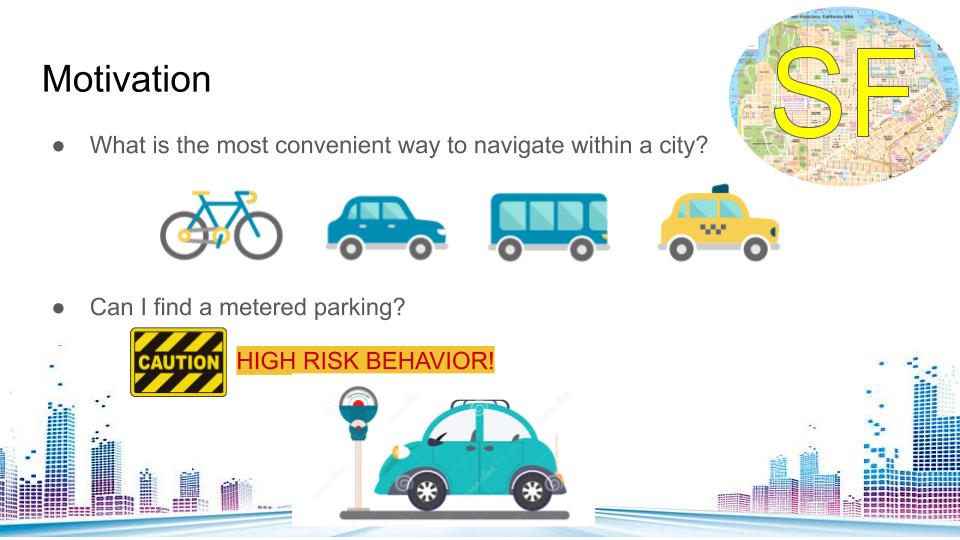 San Francisco, California USA
SF
Motivation
● What is the most convenient way to navigate within a city?
● Can I find a metered parking?
CAUTION
HIGH RISK BEHAVIOR!